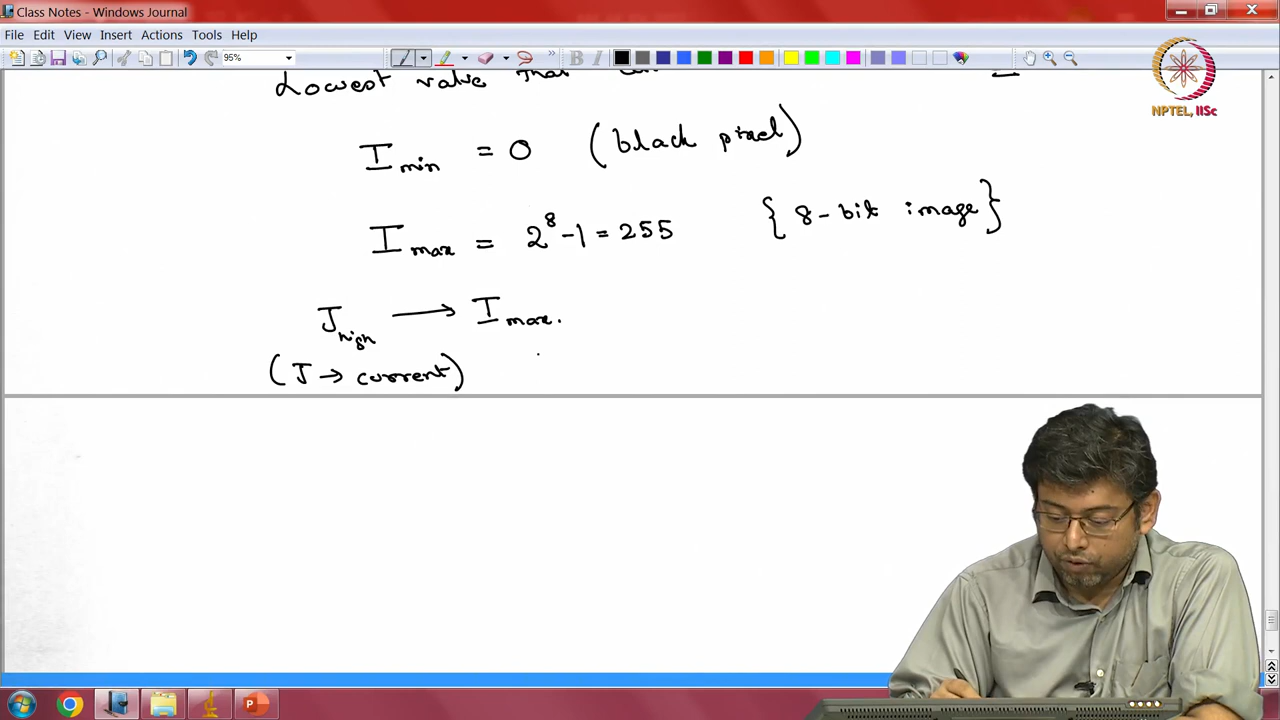 Class Notes - Windows Journal
File Edit View Insert Actions Tools Help
95%
NPTEL, IISc
Lowest value that
I min = 0 (black pixel)
I max = 2^8 - 1 = 255 {8-bit image}
J high → I max.
(J → current)